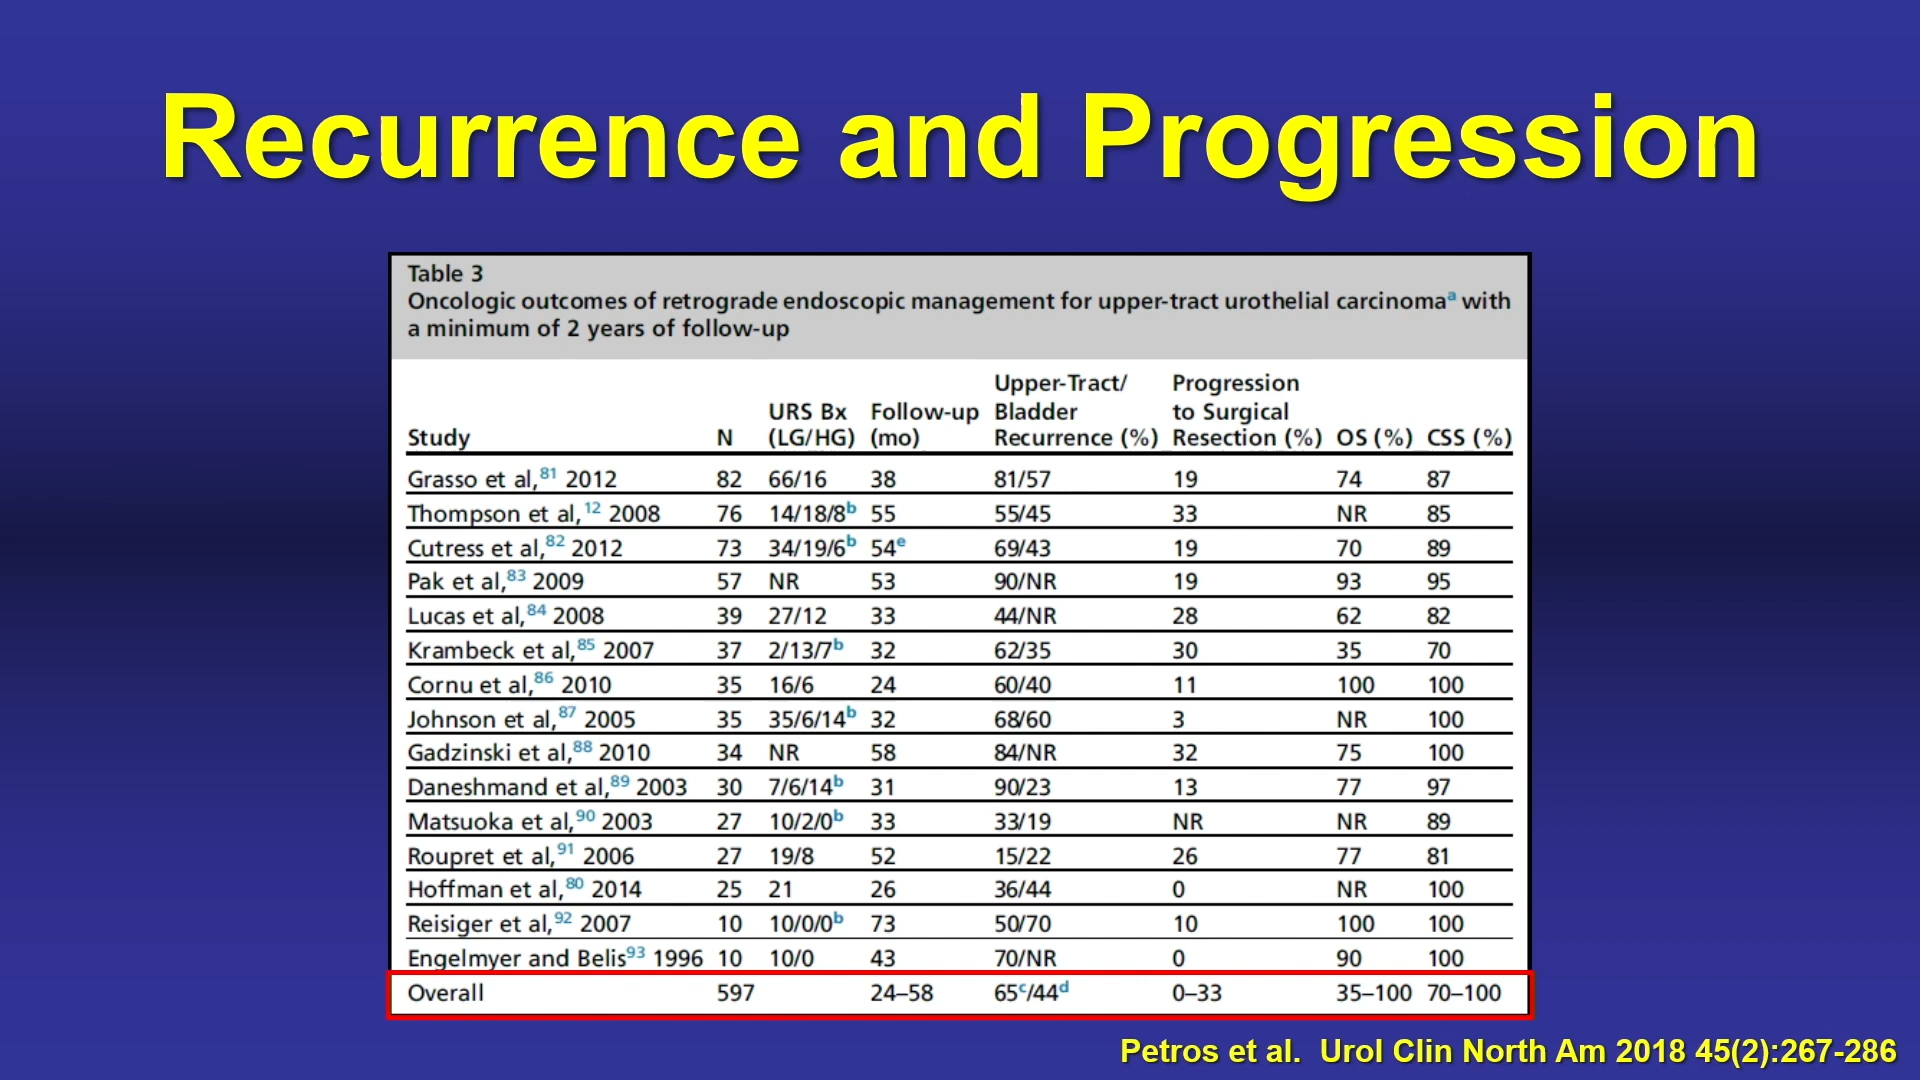 Recurrence and Progression
Table 3
Oncologic outcomes of retrograde endoscopic management for upper-tract urothelial carcinomaᵃ with
a minimum of 2 years of follow-up
Upper-Tract/ Progression
URS Bx Follow-up Bladder to Surgical
Study N (LG/HG) (mo) Recurrence (%) Resection (%) OS (%) CSS (%)
Grasso et al,⁸¹ 2012 82 66/16 38 81/57 19 74 87
Thompson et al,¹² 2008 76 14/18/8ᵇ 55 55/45 33 NR 85
Cutress et al,⁸² 2012 73 34/19/6ᵇ 54ᵉ 69/43 19 70 89
Pak et al,⁸³ 2009 57 NR 53 90/NR 19 93 95
Lucas et al,⁸⁴ 2008 39 27/12 33 44/NR 28 62 82
Krambeck et al,⁸⁵ 2007 37 2/13/7ᵇ 32 62/35 30 35 70
Cornu et al,⁸⁶ 2010 35 16/6 24 60/40 11 100 100
Johnson et al,⁸⁷ 2005 35 35/6/14ᵇ 32 68/60 3 NR 100
Gadzinski et al,⁸⁸ 2010 34 NR 58 84/NR 32 75 100
Daneshmand et al,⁸⁹ 2003 30 7/6/14ᵇ 31 90/23 13 77 97
Matsuoka et al,⁹⁰ 2003 27 10/2/0ᵇ 33 33/19 NR NR 89
Roupret et al,⁹¹ 2006 27 19/8 52 15/22 26 77 81
Hoffman et al,⁸⁰ 2014 25 21 26 36/44 0 NR 100
Reisiger et al,⁹² 2007 10 10/0/0ᵇ 73 50/70 10 100 100
Engelmyer and Belis⁹³ 1996 10 10/0 43 70/NR 0 90 100
Overall 597 24–58 65ᶜ/44ᵈ 0–33 35–100 70–100
Petros et al. Urol Clin North Am 2018 45(2):267-286